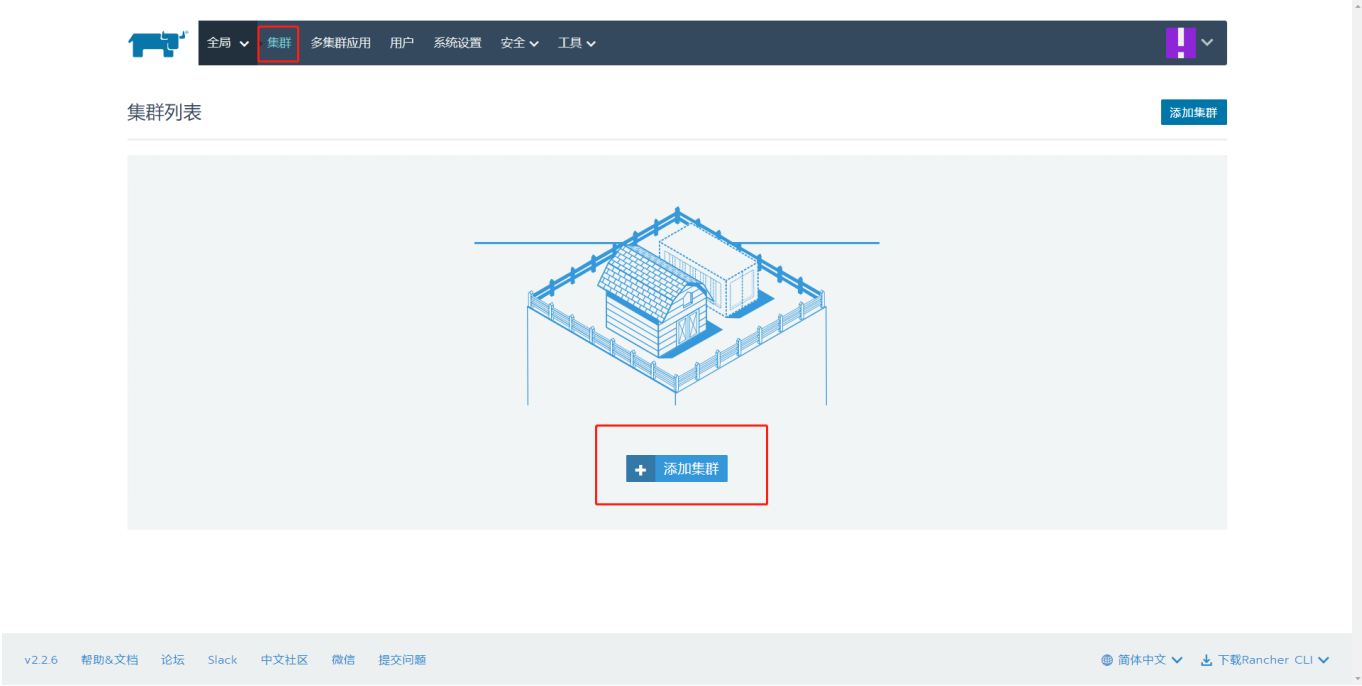 全局 集群 多集群应用 用户 系统设置 安全 工具
集群列表 添加集群
添加集群
v2.2.6 帮助&文档 论坛 Slack 中文社区 微信 提交问题 简体中文 下载Rancher CLI